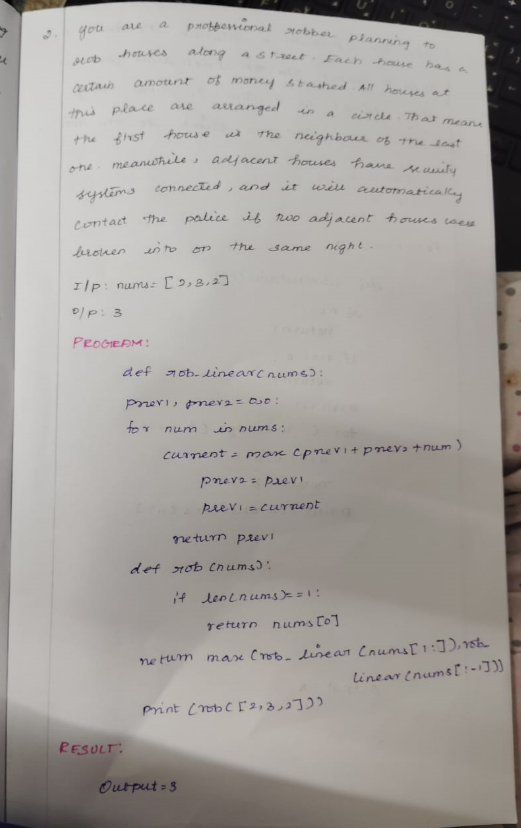 2. you are a proffessional robber planning to
rob houses along a street. Each house has a
certain amount of money stashed. All houses at
this place are arranged in a circle. That means
the first house is the neighbour of the last
one. meanwhile, adjacent houses have security
systems connected, and it will automatically
contact the police if two adjacent houses were
broken into on the same night.
I/p: nums= [2,3,2]
O/p: 3
PROGRAM:
def rob-linear(nums):
prev1, prev2 = 0,0:
for num in nums:
current = max (prev1 + prev2 + num)
prev2 = prev1
prev1 = current
return prev1
def rob (nums):
if len(nums)==1:
return nums[0]
return max (rob- linear (nums[1:]), rob-
linear(nums[:-1]))
Print (rob([2,3,2]))
RESULT:
Output=3